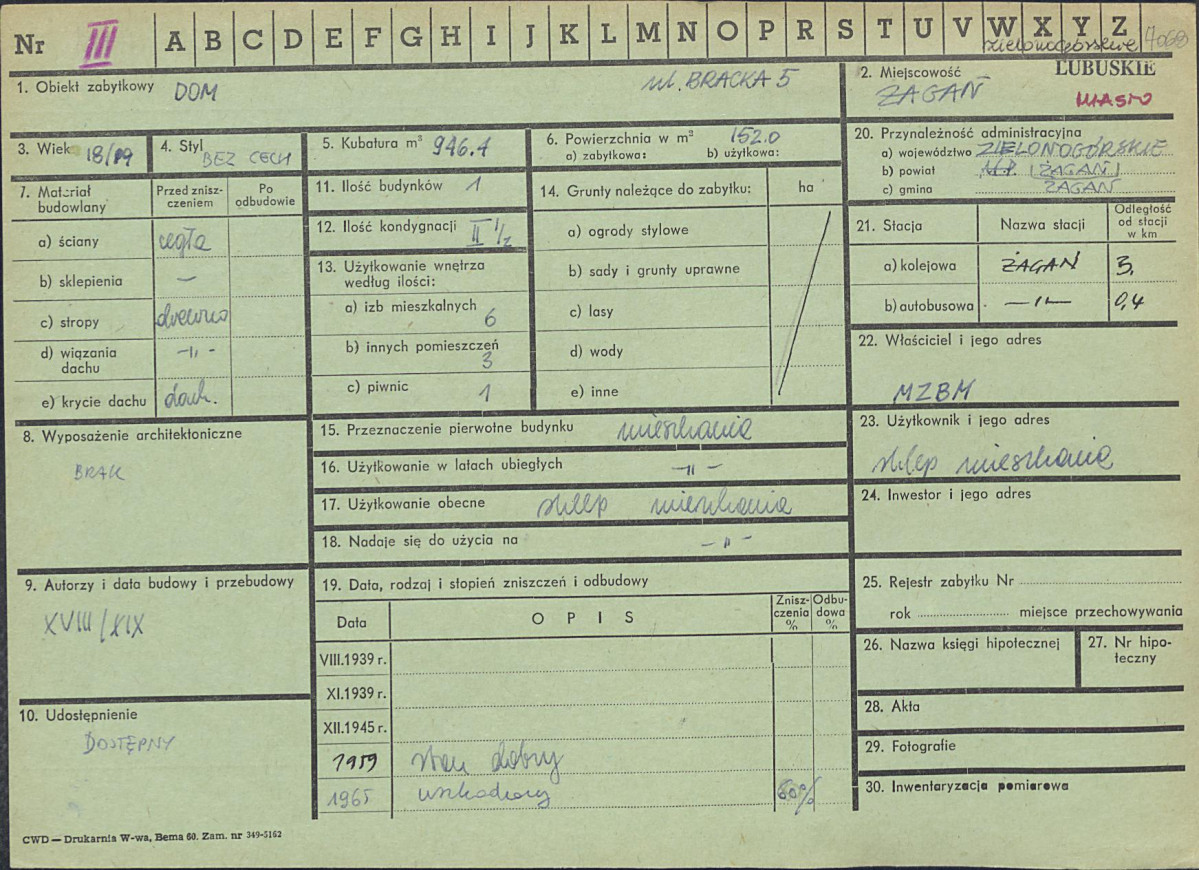 Nr III A B C D E F G H I J K L M N O P R S T U V W X Y Z
zielonogórskie 4068
LUBUSKIE
1. Obiekt zabytkowy DOM ul. BRACKA 5
2. Miejscowość
ŻAGAŃ
MIASTO
3. Wiek 18/19
4. Styl BEZ CECH
5. Kubatura m³ 946.4
6. Powierzchnia w m² 152.0
a) zabytkowa: b) użytkowa:
7. Materiał budowlany
Przed zniszczeniem
Po odbudowie
a) ściany cegła
b) sklepienia —
c) stropy drewno
d) wiązania dachu —"—
e) krycie dachu dach.
8. Wyposażenie architektoniczne
BRAK
9. Autorzy i data budowy i przebudowy
XVIII/XIX
10. Udostępnienie
DOSTĘPNY
11. Ilość budynków 1
12. Ilość kondygnacji II 1/2
13. Użytkowanie wnętrza
według ilości:
a) izb mieszkalnych 6
b) innych pomieszczeń 3
c) piwnic 1
14. Grunty należące do zabytku: ha
a) ogrody stylowe
b) sady i grunty uprawne
c) lasy
d) wody
e) inne
15. Przeznaczenie pierwotne budynku mieszkania
16. Użytkowanie w latach ubiegłych —"—
17. Użytkowanie obecne sklep mieszkania
18. Nadaje się do użycia na —"—
19. Data, rodzaj i stopień zniszczeń i odbudowy
Data OPIS Zniszczenia % Odbudowa %
VIII.1939 r.
XI.1939 r.
XII.1945 r.
1959 stan dobry
1965 uszkodzony 60%
20. Przynależność administracyjna
a) województwo ZIELONOGÓRSKIE
b) powiat M.P. [ŻAGAŃ]
c) gmina ŻAGAŃ
21. Stacja Nazwa stacji Odległość od stacji w km
a) kolejowa ŻAGAŃ 3,
b) autobusowa —"— 0,4
22. Właściciel i jego adres
MZBM
23. Użytkownik i jego adres
sklep mieszkania
24. Inwestor i jego adres
25. Rejestr zabytku Nr
rok miejsce przechowywania
26. Nazwa księgi hipotecznej
27. Nr hipoteczny
28. Akta
29. Fotografie
30. Inwentaryzacja pomiarowa
CWD — Drukarnia W-wa, Bema 60. Zam. nr 349-5162